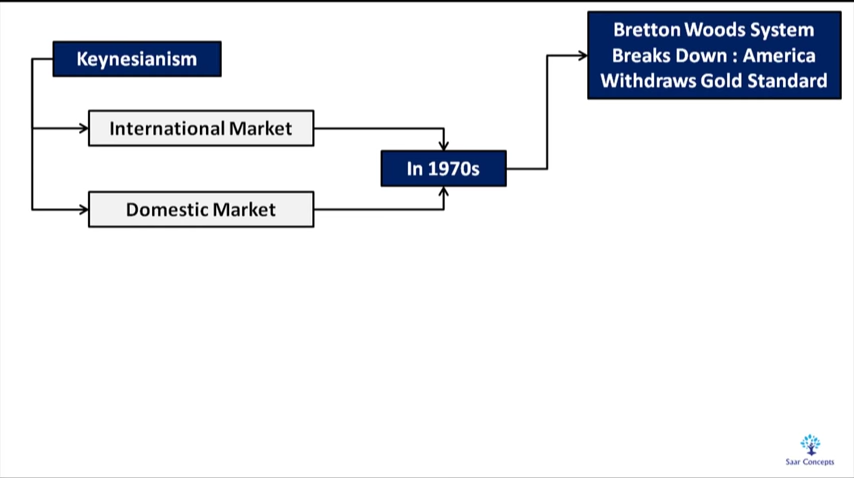 Keynesianism
International Market
Domestic Market
In 1970s
Bretton Woods System
Breaks Down : America
Withdraws Gold Standard
Saar Concepts